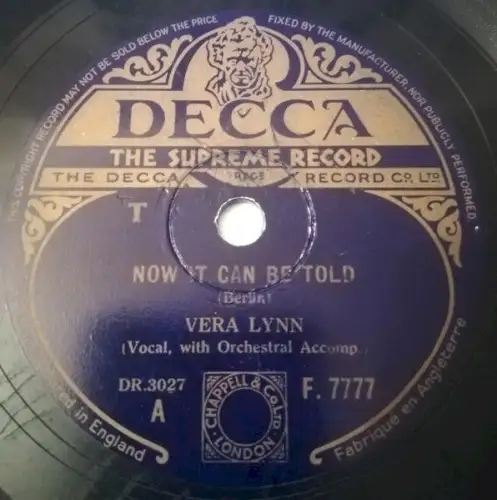 THIS COPYRIGHT RECORD MAY NOT BE SOLD BELOW THE PRICE FIXED BY THE MANUFACTURER, NOR PUBLICLY PERFORMED.
DECCA
THE SUPREME RECORD
THE DECCA RECORD CO. LTD
T
NOW IT CAN BE TOLD
(Berlin)
VERA LYNN
(Vocal, with Orchestral Accomp.)
DR.3027
A
F. 7777
CHAPPELL & CO. LTD
LONDON
in England
Fabriqué en Angleterre